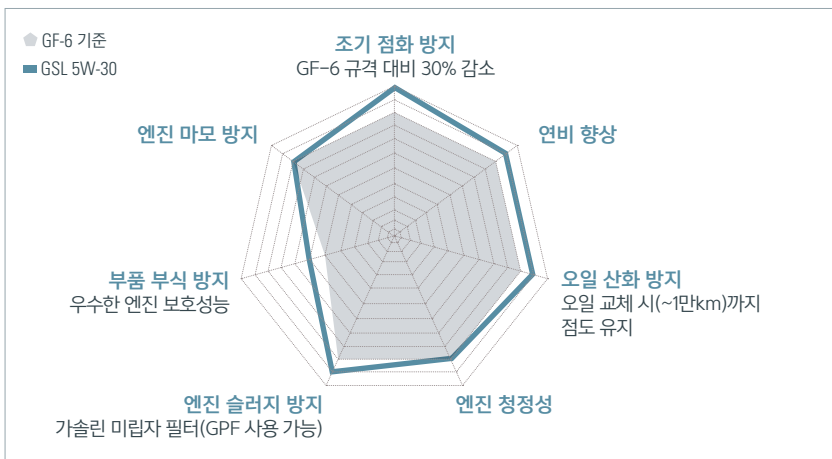 GF-6 기준
GSL 5W-30
조기 점화 방지
GF-6 규격 대비 30% 감소
엔진 마모 방지
연비 향상
부품 부식 방지
우수한 엔진 보호성능
오일 산화 방지
오일 교체 시(~1만km)까지
점도 유지
엔진 슬러지 방지
가솔린 미립자 필터(GPF 사용 가능)
엔진 청정성